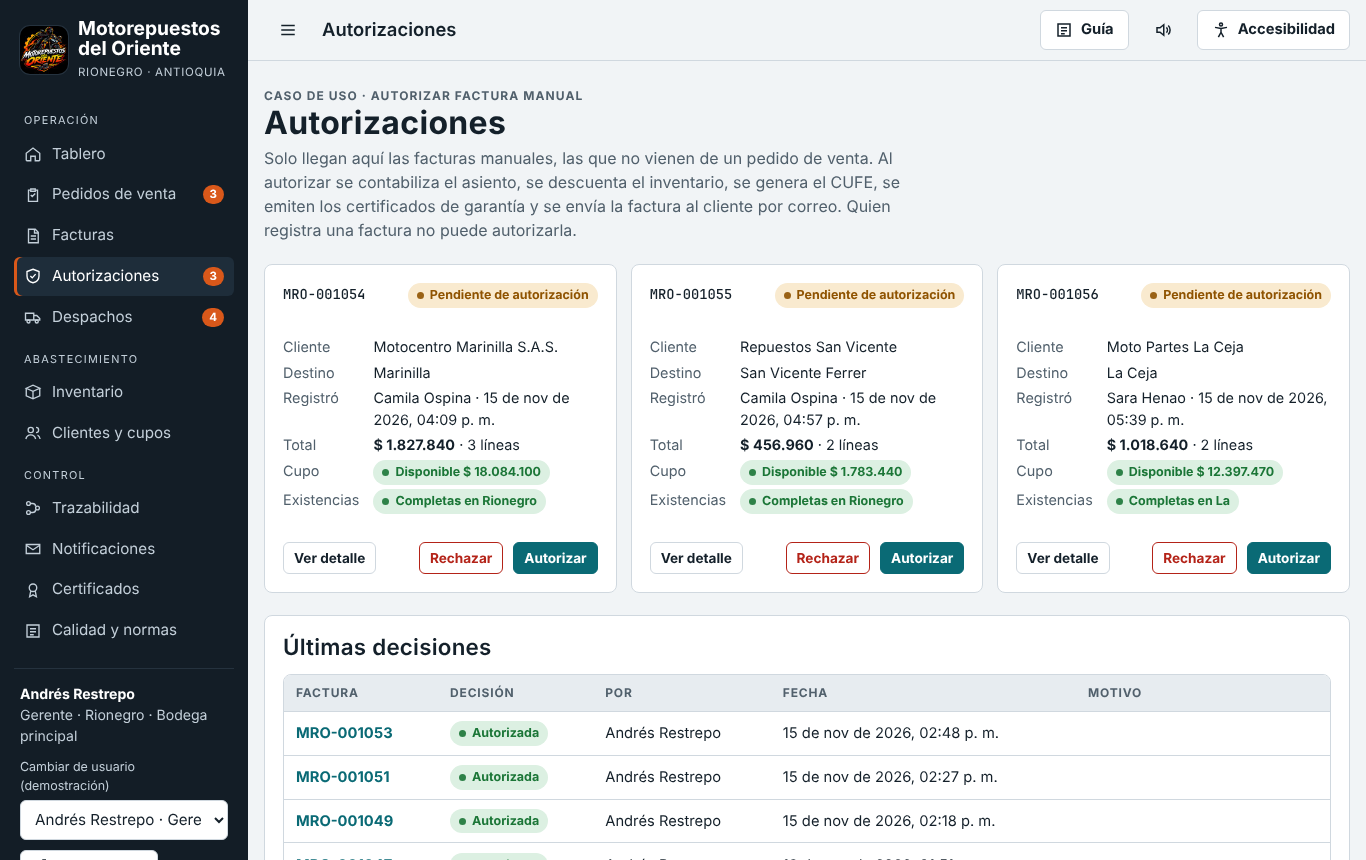 Motorepuestos
del Oriente
RIONEGRO · ANTIOQUIA
OPERACIÓN
Tablero
Pedidos de venta 3
Facturas
Autorizaciones 3
Despachos 4
ABASTECIMIENTO
Inventario
Clientes y cupos
CONTROL
Trazabilidad
Notificaciones
Certificados
Calidad y normas
Andrés Restrepo
Gerente · Rionegro · Bodega
principal
Cambiar de usuario
(demostración)
Andrés Restrepo · Gere
Autorizaciones
Guía
Accesibilidad
CASO DE USO · AUTORIZAR FACTURA MANUAL
Autorizaciones
Solo llegan aquí las facturas manuales, las que no vienen de un pedido de venta. Al
autorizar se contabiliza el asiento, se descuenta el inventario, se genera el CUFE, se
emiten los certificados de garantía y se envía la factura al cliente por correo. Quien
registra una factura no puede autorizarla.
MRO-001054 Pendiente de autorización
Cliente Motocentro Marinilla S.A.S.
Destino Marinilla
Registró Camila Ospina · 15 de nov de
2026, 04:09 p. m.
Total $ 1.827.840 · 3 líneas
Cupo Disponible $ 18.084.100
Existencias Completas en Rionegro
Ver detalle Rechazar Autorizar
MRO-001055 Pendiente de autorización
Cliente Repuestos San Vicente
Destino San Vicente Ferrer
Registró Camila Ospina · 15 de nov de
2026, 04:57 p. m.
Total $ 456.960 · 2 líneas
Cupo Disponible $ 1.783.440
Existencias Completas en Rionegro
Ver detalle Rechazar Autorizar
MRO-001056 Pendiente de autorización
Cliente Moto Partes La Ceja
Destino La Ceja
Registró Sara Henao · 15 de nov de 2026,
05:39 p. m.
Total $ 1.018.640 · 2 líneas
Cupo Disponible $ 12.397.470
Existencias Completas en La
Ver detalle Rechazar Autorizar
Últimas decisiones
FACTURA DECISIÓN POR FECHA MOTIVO
MRO-001053 Autorizada Andrés Restrepo 15 de nov de 2026, 02:48 p. m.
MRO-001051 Autorizada Andrés Restrepo 15 de nov de 2026, 02:27 p. m.
MRO-001049 Autorizada Andrés Restrepo 15 de nov de 2026, 02:18 p. m.